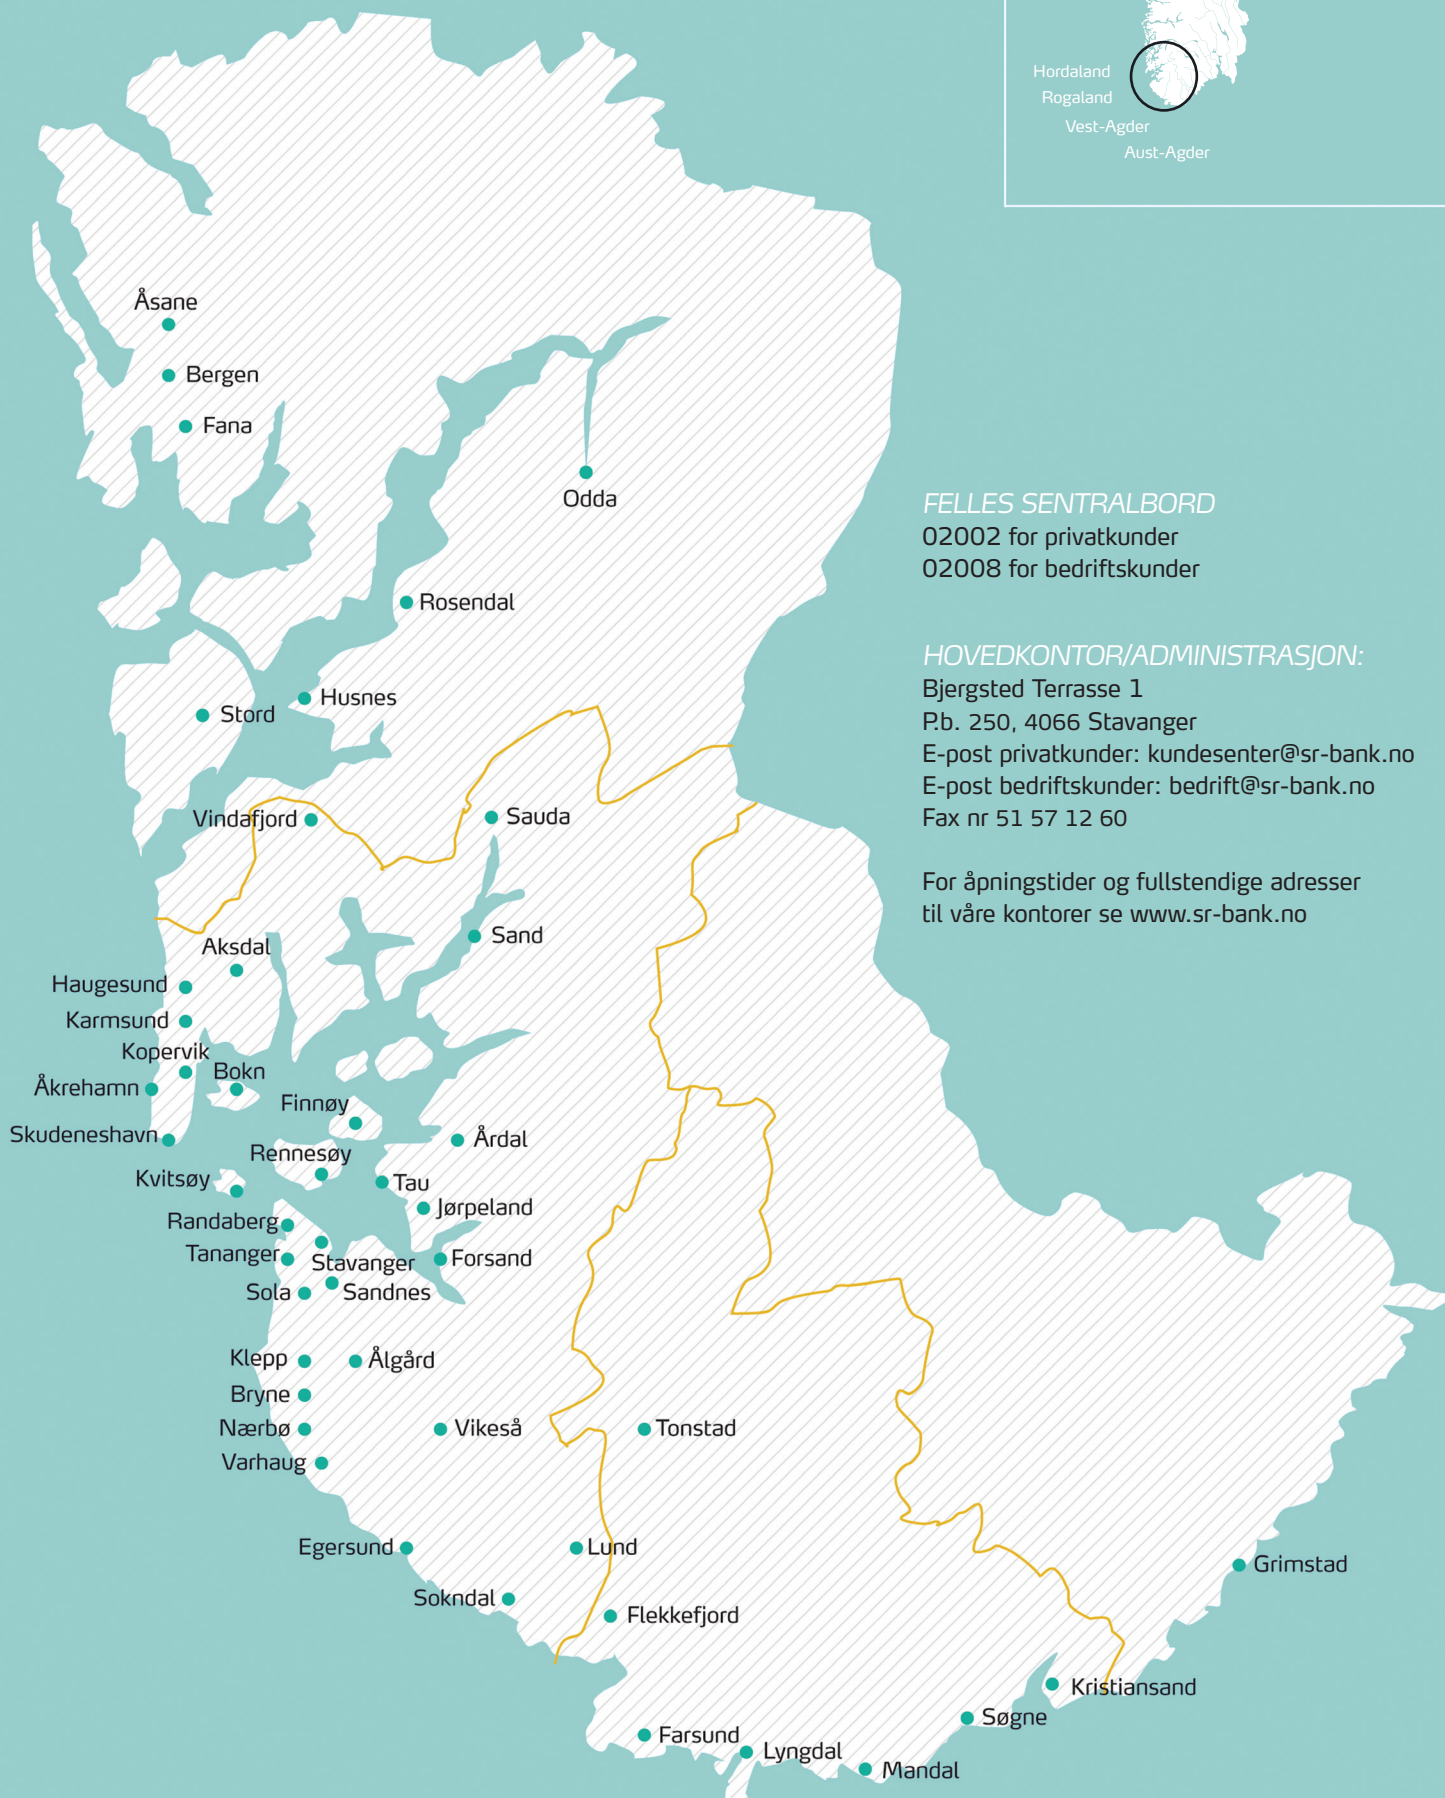 Hordaland
Rogaland
Vest-Agder
Aust-Agder
Åsane
Bergen
Fana
Odda
FELLES SENTRALBORD
02002 for privatkunder
02008 for bedriftskunder
Rosendal
HOVEDKONTOR/ADMINISTRASJON:
Bjergsted Terrasse 1
P.b. 250, 4066 Stavanger
E-post privatkunder: kundesenter@sr-bank.no
E-post bedriftskunder: bedrift@sr-bank.no
Fax nr 51 57 12 60
For åpningstider og fullstendige adresser
til våre kontorer se www.sr-bank.no
Husnes
Stord
Vindafjord
Sauda
Sand
Aksdal
Haugesund
Karmsund
Kopervik
Bokn
Åkrehamn
Finnøy
Skudeneshavn
Årdal
Rennesøy
Kvitsøy
Tau
Jørpeland
Randaberg
Tananger
Stavanger
Forsand
Sola
Sandnes
Klepp
Ålgård
Bryne
Nærbø
Vikeså
Tonstad
Varhaug
Egersund
Lund
Grimstad
Sokndal
Flekkefjord
Kristiansand
Søgne
Farsund
Lyngdal
Mandal